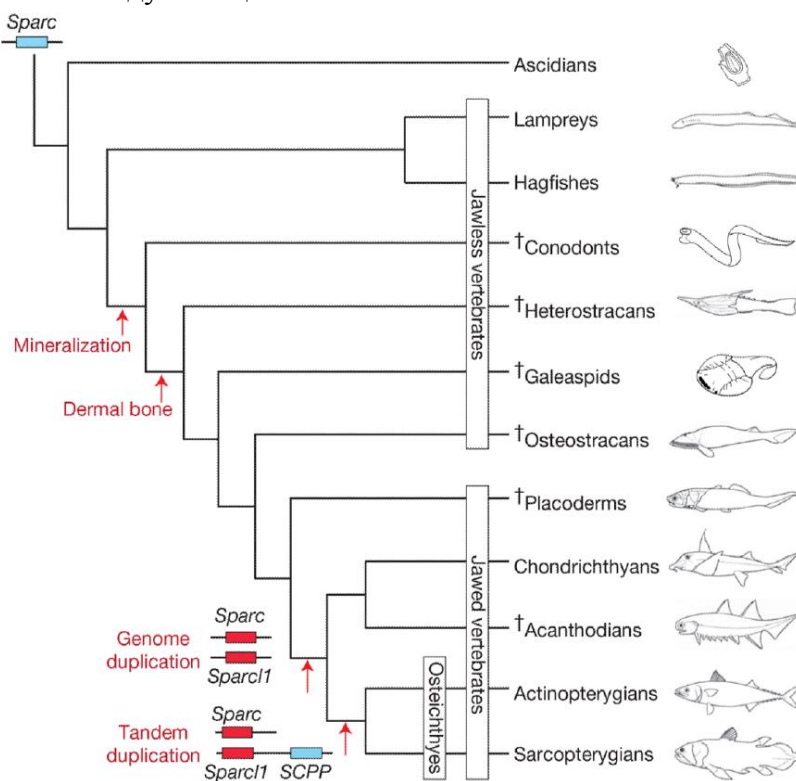 Sparc
Ascidians
Lampreys
Hagfishes
†Conodonts
†Heterostracans
†Galeaspids
†Osteostracans
†Placoderms
Chondrichthyans
†Acanthodians
Actinopterygians
Sarcopterygians
Jawless vertebrates
Jawed vertebrates
Osteichthyes
Mineralization
Dermal bone
Genome
duplication
Sparc
Sparcl1
Tandem
duplication
Sparc
Sparcl1 SCPP